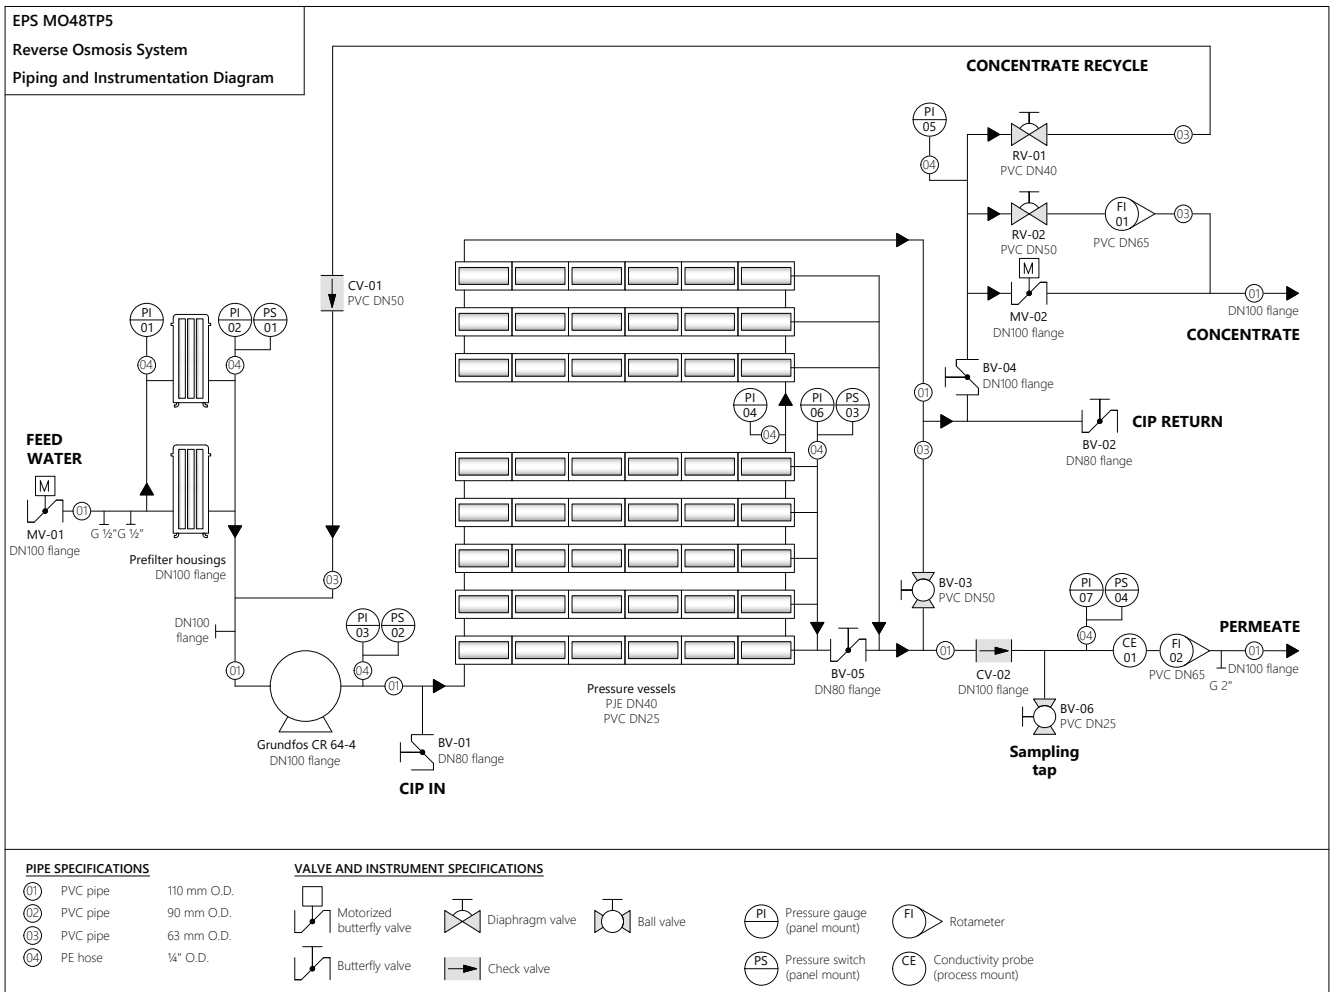 EPS MO48TP5
Reverse Osmosis System
Piping and Instrumentation Diagram
CONCENTRATE RECYCLE
PI
05
04
RV-01
PVC DN40
03
RV-02
PVC DN50
FI
01
PVC DN65
03
M
MV-02
DN100 flange
01
DN100 flange
CONCENTRATE
CV-01
PVC DN50
PI
01
PI
02
PS
01
04
04
BV-04
DN100 flange
01
PI
04
PI
06
PS
03
04
04
03
BV-02
DN80 flange
CIP RETURN
FEED
WATER
M
01
MV-01
DN100 flange
G ½"
G ½"
Prefilter housings
DN100 flange
03
DN100
flange
01
PI
03
PS
02
04
01
Grundfos CR 64-4
DN100 flange
BV-01
DN80 flange
CIP IN
Pressure vessels
PJE DN40
PVC DN25
BV-05
DN80 flange
BV-03
PVC DN50
01
CV-02
DN100 flange
PI
07
PS
04
04
CE
01
FI
02
PVC DN65
G 2"
PERMEATE
01
DN100 flange
BV-06
PVC DN25
Sampling
tap
PIPE SPECIFICATIONS
01 PVC pipe 110 mm O.D.
02 PVC pipe 90 mm O.D.
03 PVC pipe 63 mm O.D.
04 PE hose ¼" O.D.
VALVE AND INSTRUMENT SPECIFICATIONS
Motorized
butterfly valve
Butterfly valve
Diaphragm valve
Check valve
Ball valve
PI
Pressure gauge
(panel mount)
PS
Pressure switch
(panel mount)
FI
Rotameter
CE
Conductivity probe
(process mount)